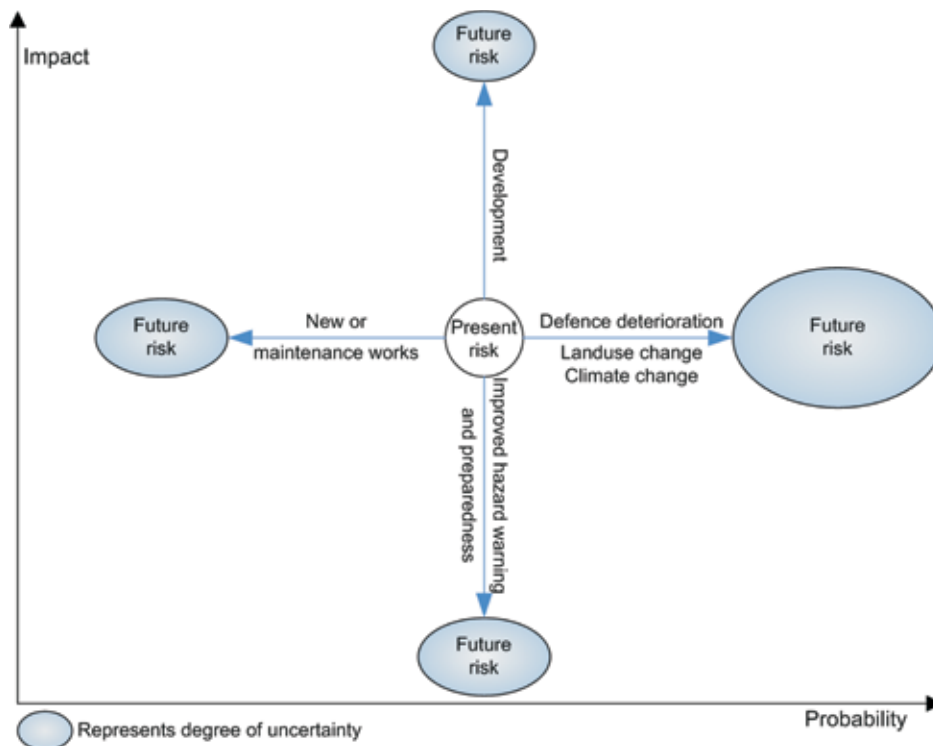 Future
risk
Impact
Development
Future
risk
New or
maintenance works
Present
risk
Defence deterioration
Landuse change
Climate change
Future
risk
Improved hazard warning
and preparedness
Future
risk
Represents degree of uncertainty
Probability